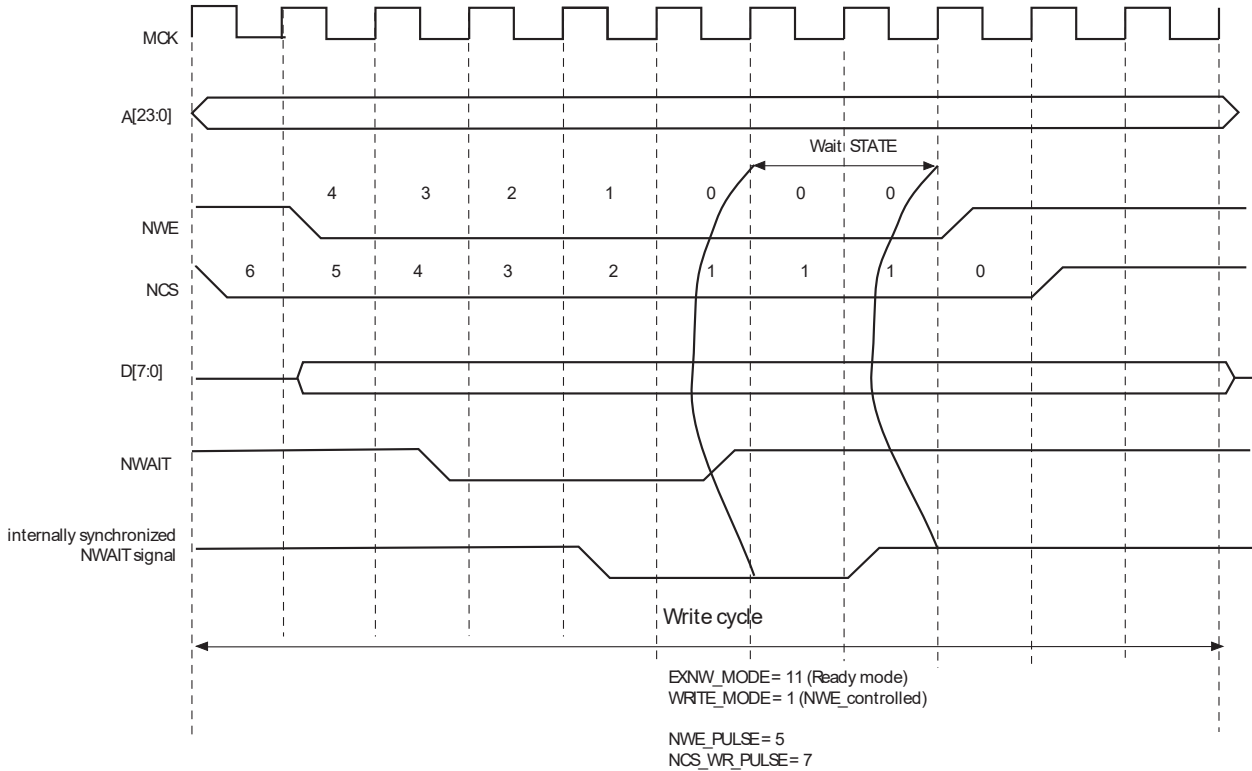 MCK
A[23:0]
Wait STATE
4 3 2 1 0 0 0
NWE
6 5 4 3 2 1 1 1 0
NCS
D[7:0]
NWAIT
internally synchronized
NWAIT signal
Write cycle
EXNW_MODE = 11 (Ready mode)
WRITE_MODE = 1 (NWE_controlled)
NWE_PULSE = 5
NCS_WR_PULSE = 7